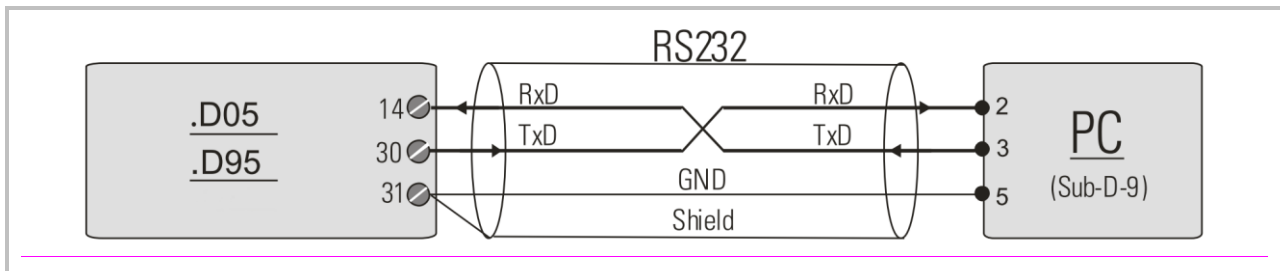 RS232
.D05
.D95
14 RxD RxD 2
30 TxD TxD 3
31 GND 5
Shield
PC
(Sub-D-9)